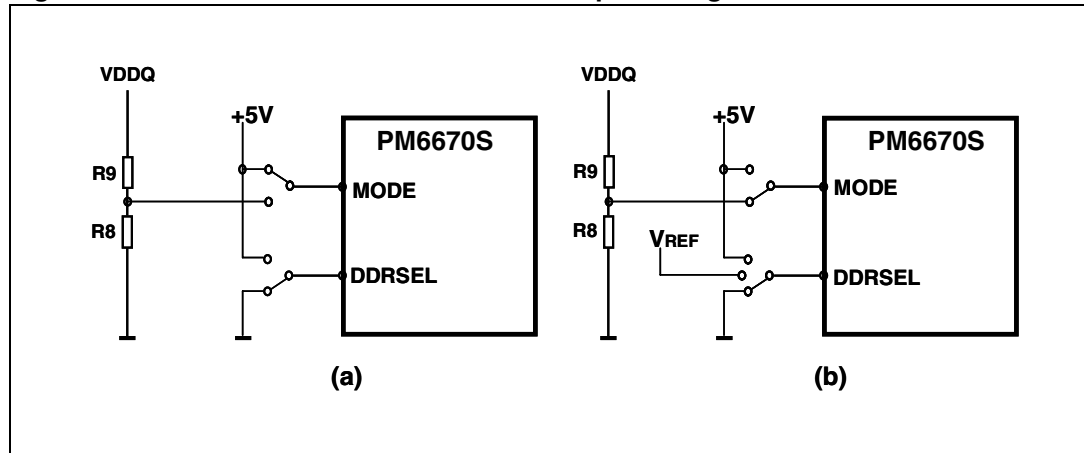 VDDQ
+5V
PM6670S
R9
MODE
R8
DDRSEL
(a)
VDDQ
+5V
PM6670S
R9
MODE
R8
VREF
DDRSEL
(b)